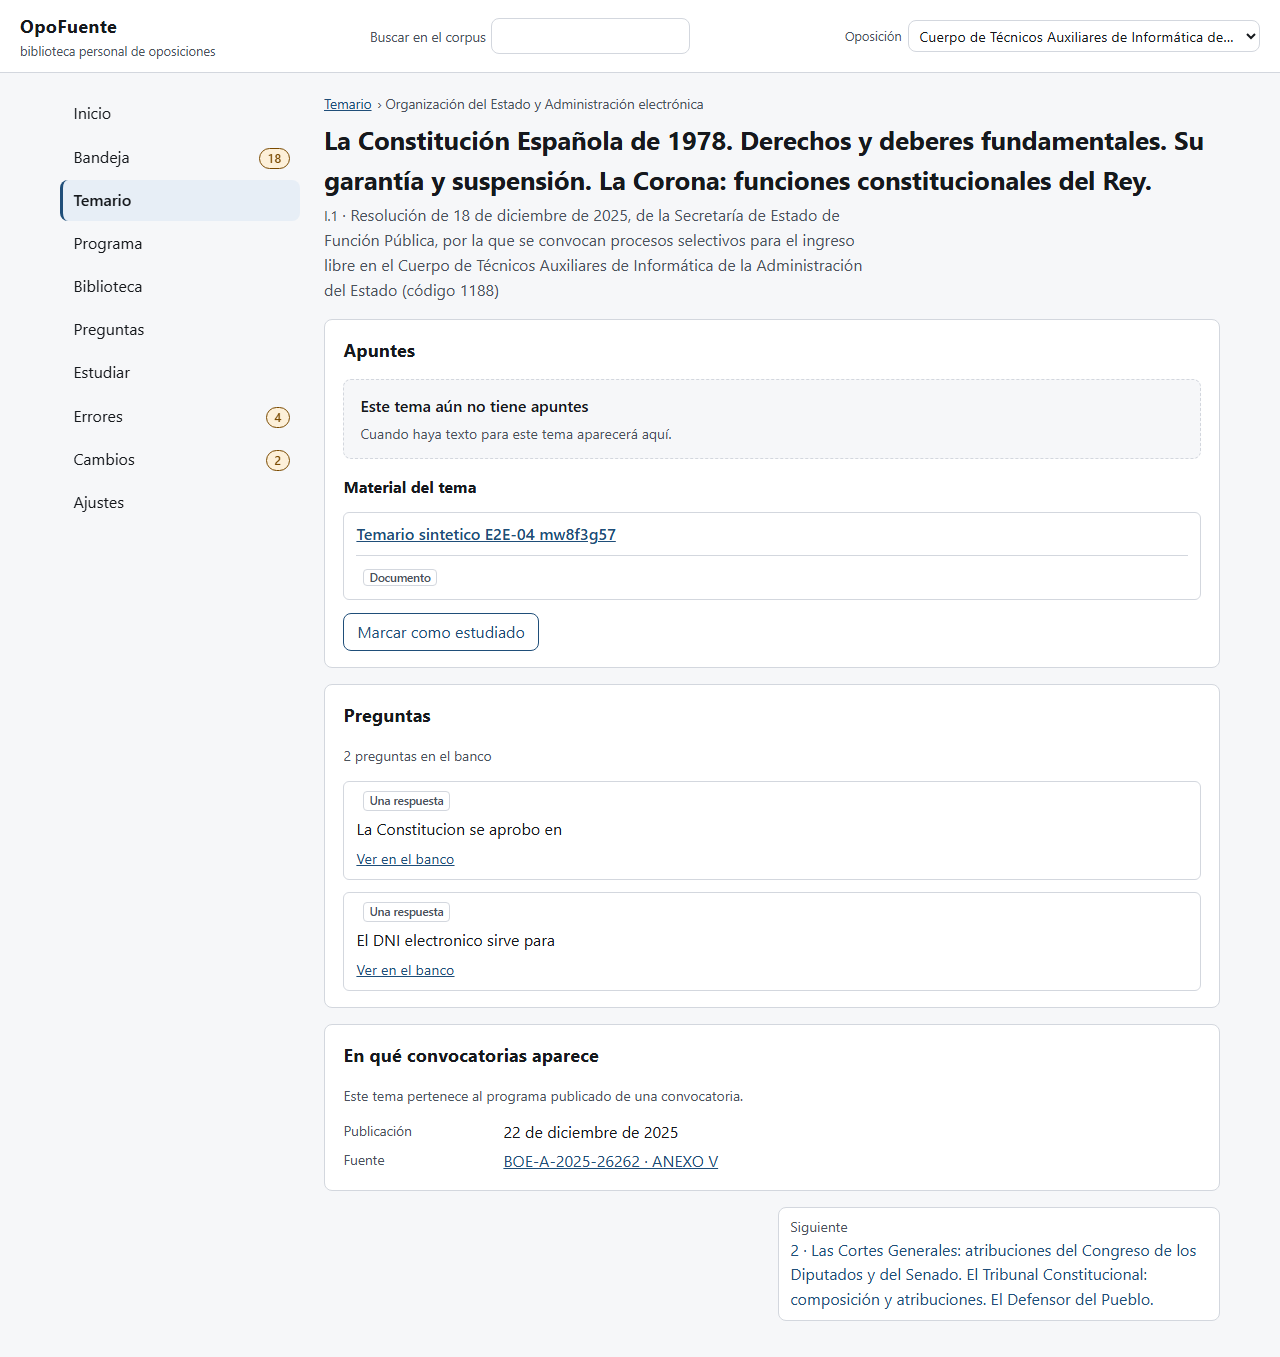 OpoFuente
biblioteca personal de oposiciones
Buscar en el corpus
Oposición
Cuerpo de Técnicos Auxiliares de Informática de...
Inicio
Bandeja
18
Temario
Programa
Biblioteca
Preguntas
Estudiar
Errores
4
Cambios
2
Ajustes
Temario › Organización del Estado y Administración electrónica
La Constitución Española de 1978. Derechos y deberes fundamentales. Su
garantía y suspensión. La Corona: funciones constitucionales del Rey.
I.1 · Resolución de 18 de diciembre de 2025, de la Secretaría de Estado de
Función Pública, por la que se convocan procesos selectivos para el ingreso
libre en el Cuerpo de Técnicos Auxiliares de Informática de la Administración
del Estado (código 1188)
Apuntes
Este tema aún no tiene apuntes
Cuando haya texto para este tema aparecerá aquí.
Material del tema
Temario sintetico E2E-04 mw8f3g57
Documento
Marcar como estudiado
Preguntas
2 preguntas en el banco
Una respuesta
La Constitucion se aprobo en
Ver en el banco
Una respuesta
El DNI electronico sirve para
Ver en el banco
En qué convocatorias aparece
Este tema pertenece al programa publicado de una convocatoria.
Publicación
22 de diciembre de 2025
Fuente
BOE-A-2025-26262 · ANEXO V
Siguiente
2 · Las Cortes Generales: atribuciones del Congreso de los
Diputados y del Senado. El Tribunal Constitucional:
composición y atribuciones. El Defensor del Pueblo.